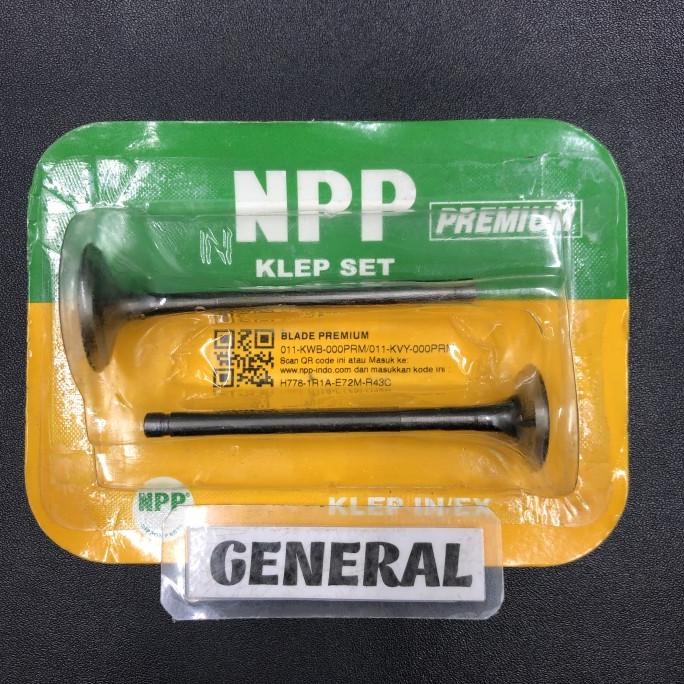 NPP
PREMIUM
IN
KLEP SET
BLADE PREMIUM
011-KWB-000PRM/011-KVY-000PRM
Scan QR code ini atau Masuk ke:
www.npp-indo.com dan masukkan kode ini :
H778-1R1A-E72M-R43C
NPP
KLEP IN/EX
GENERAL